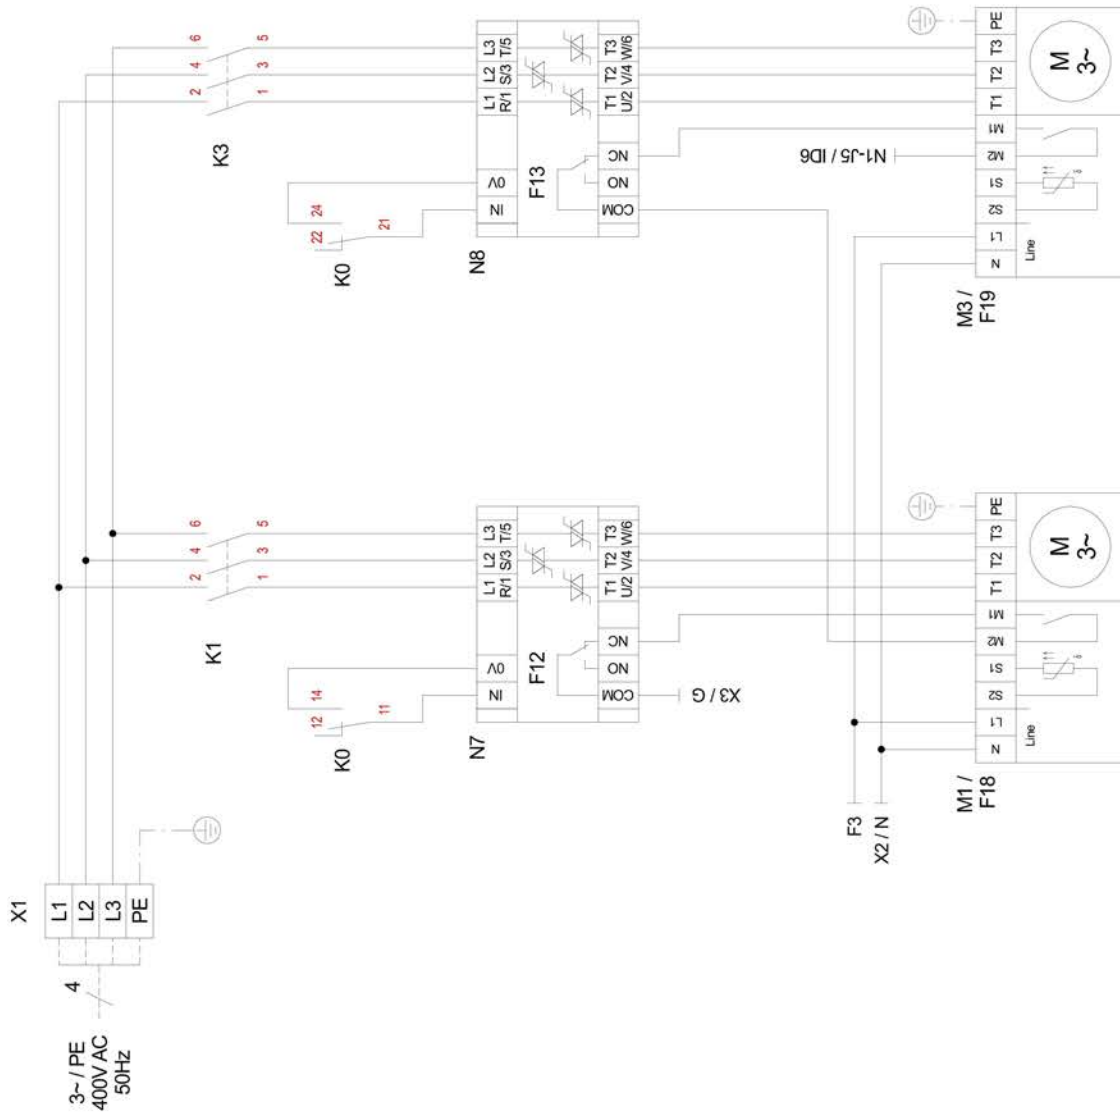 X1
L1
L2
L3
PE
4
3~ / PE
400V AC
50Hz
K1
2
4
6
1
3
5
K3
2
4
6
1
3
5
K0
12
14
11
K0
22
24
21
N7
IN
0V
L1
R/1
L2
S/3
L3
T/5
F12
COM
NO
NC
T1
U/2
T2
V/4
T3
W/6
N8
IN
0V
L1
R/1
L2
S/3
L3
T/5
F13
COM
NO
NC
T1
U/2
T2
V/4
T3
W/6
X3 / G
N1-J5 / ID6
F3
X2 / N
M1 /
F18
N
L1
S2
S1
M2
M1
T1
T2
T3
PE
Line
M
3~
M3 /
F19
N
L1
S2
S1
M2
M1
T1
T2
T3
PE
Line
M
3~